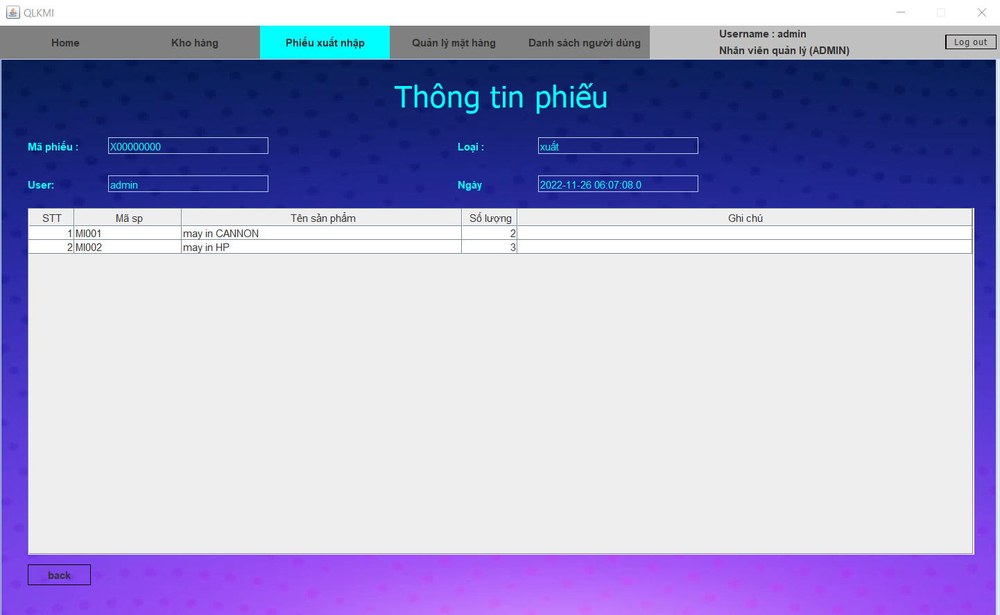 QLKMI
Home Kho hàng Phiếu xuất nhập Quản lý mặt hàng Danh sách người dùng
Username : admin
Nhân viên quản lý (ADMIN)
Log out
Thông tin phiếu
Mã phiếu : X00000000 Loại : xuất
User: admin Ngày 2022-11-26 06:07:08.0
STT Mã sp Tên sản phẩm Số lượng Ghi chú
1 MI001 may in CANNON 2
2 MI002 may in HP 3
back